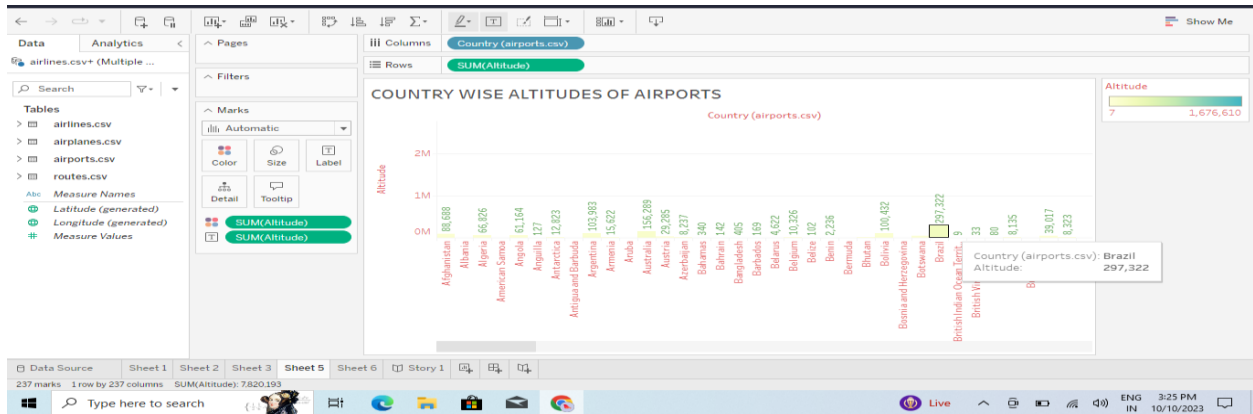 Show Me
Data Analytics
Pages
Columns
Country (airports.csv)
airlines.csv+ (Multiple ...
Rows
SUM(Altitude)
Filters
Search
COUNTRY WISE ALTITUDES OF AIRPORTS
Altitude
7 1,676,610
Tables
airlines.csv
airplanes.csv
airports.csv
routes.csv
Abc Measure Names
Latitude (generated)
Longitude (generated)
# Measure Values
Marks
Automatic
Color Size Label
Detail Tooltip
SUM(Altitude)
T SUM(Altitude)
Country (airports.csv)
Altitude
2M
1M
0M
88,688
66,826
61,164
127
12,823
103,983
15,622
156,289
29,285
8,237
240
142
405
169
4,622
10,326
102
2,236
100,432
297,322
9
33
80
8,135
39,017
8,323
Afghanistan
Albania
Algeria
American Samoa
Angola
Anguilla
Antarctica
Antigua and Barbuda
Argentina
Armenia
Aruba
Australia
Austria
Azerbaijan
Bahamas
Bahrain
Bangladesh
Barbados
Belarus
Belgium
Belize
Benin
Bermuda
Bhutan
Bolivia
Bosnia and Herzegovina
Botswana
Brazil
British Indian Ocean Territ..
British Vir
Country (airports.csv): Brazil
Altitude: 297,322
Data Source Sheet 1 Sheet 2 Sheet 3 Sheet 5 Sheet 6 Story 1
237 marks 1 row by 237 columns SUM(Altitude): 7,820,193
Type here to search
Live
ENG
IN
3:25 PM
10/10/2023